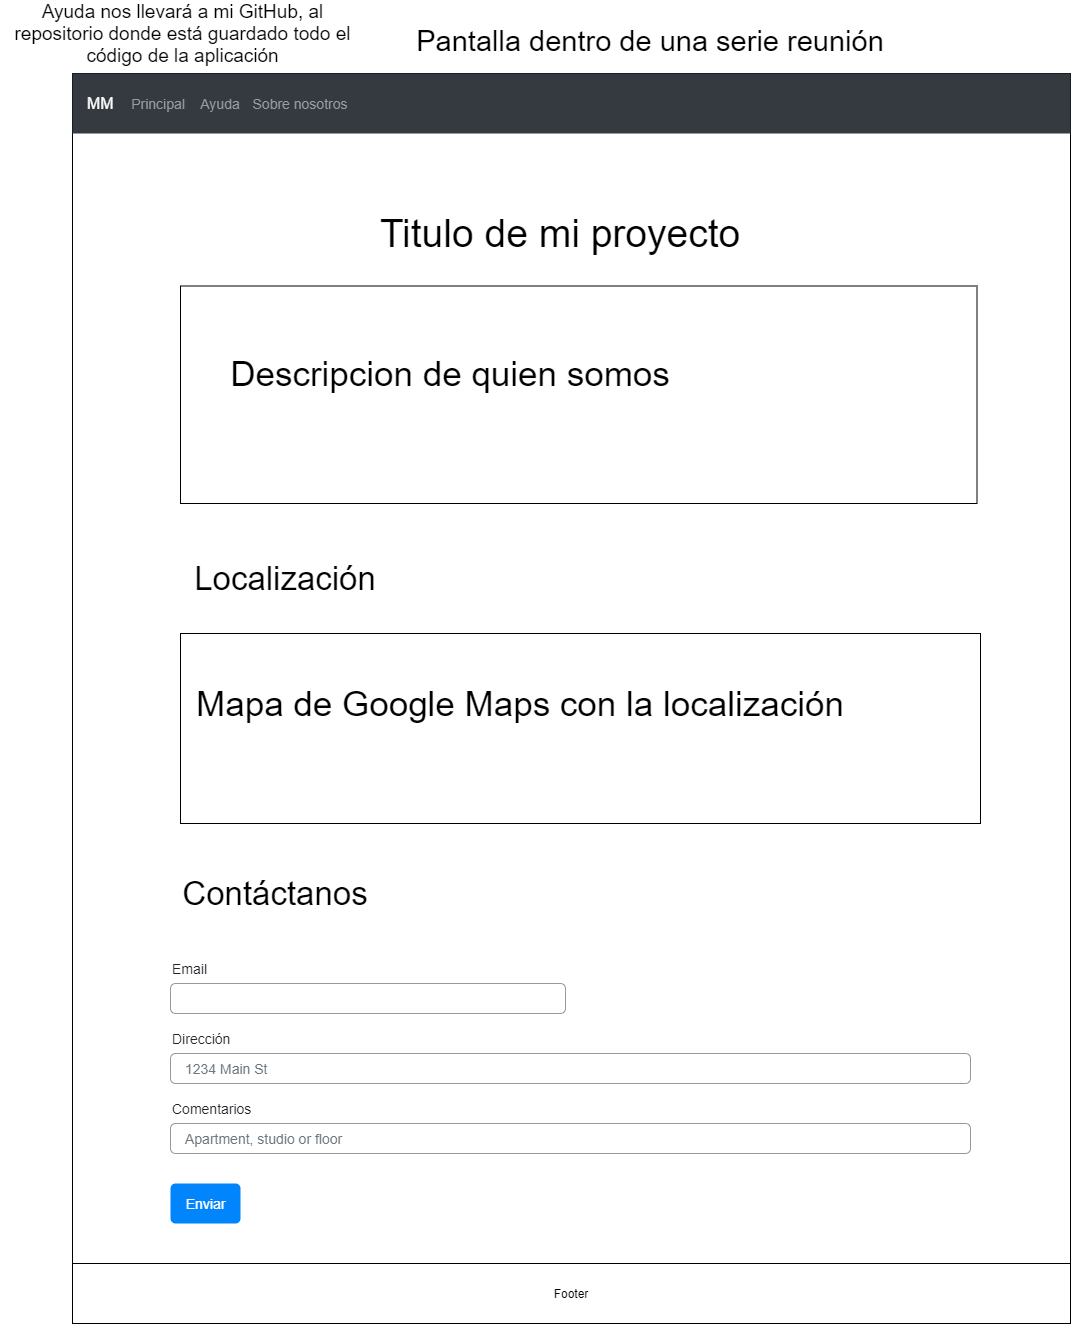 Ayuda nos llevará a mi GitHub, al
repositorio donde está guardado todo el
código de la aplicación
Pantalla dentro de una serie reunión
MM Principal Ayuda Sobre nosotros
Titulo de mi proyecto
Descripcion de quien somos
Localización
Mapa de Google Maps con la localización
Contáctanos
Email
Dirección
1234 Main St
Comentarios
Apartment, studio or floor
Enviar
Footer